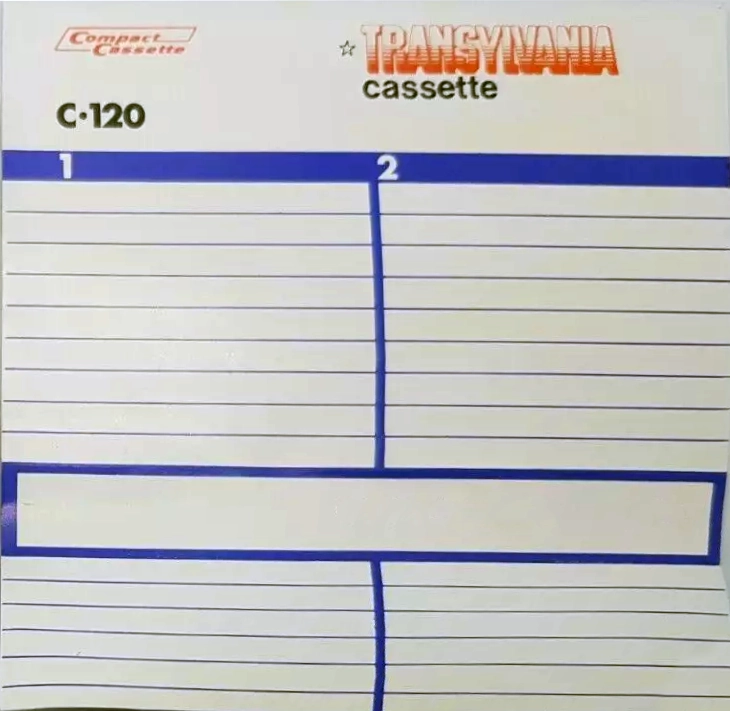 Compact
Cassette
☆ TRANSYLVANIA
cassette
C·120
1 2